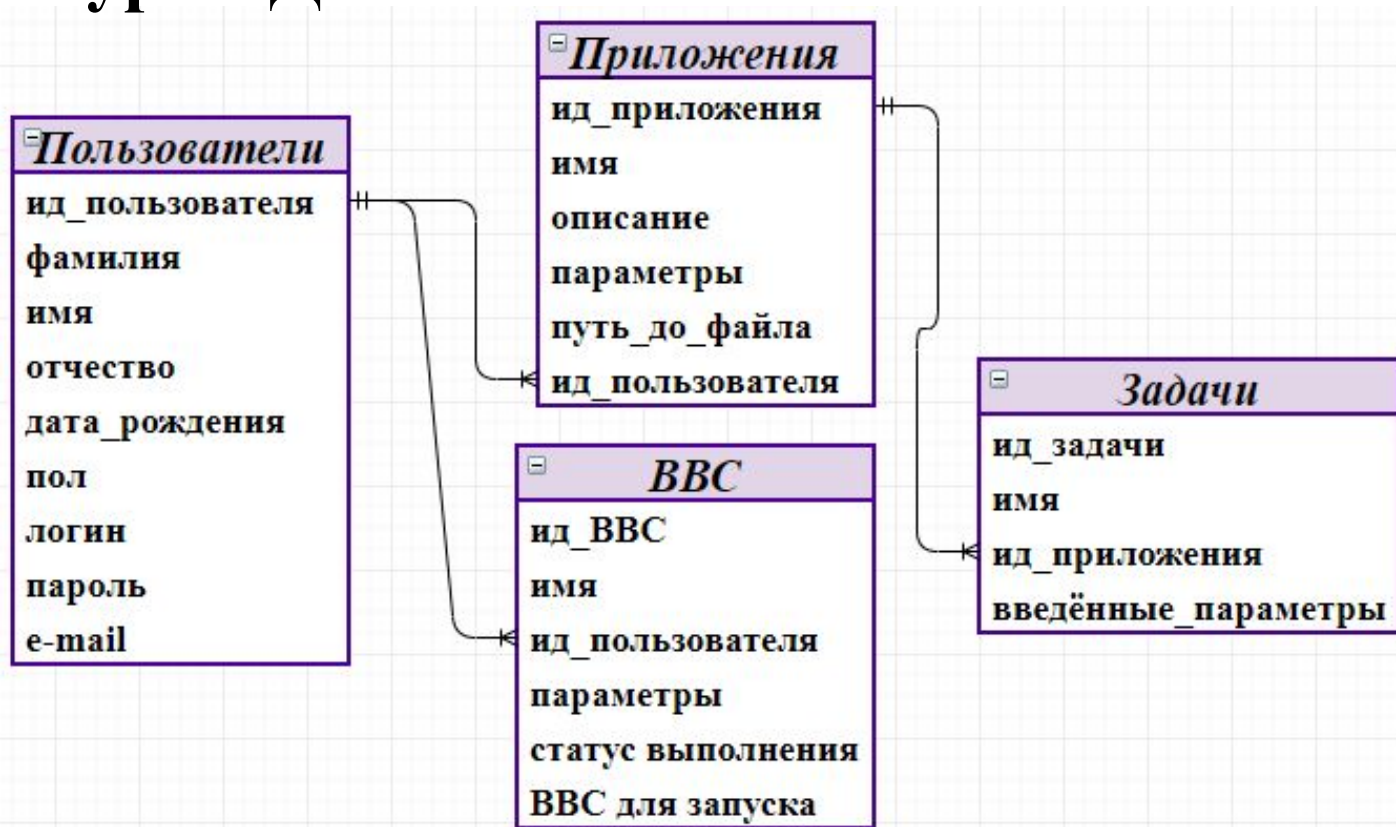 Пользователи
ид_пользователя
фамилия
имя
отчество
дата_рождения
пол
логин
пароль
e-mail
Приложения
ид_приложения
имя
описание
параметры
путь_до_файла
ид_пользователя
ВВС
ид_ВВС
имя
ид_пользователя
параметры
статус выполнения
ВВС для запуска
Задачи
ид_задачи
имя
ид_приложения
введённые_параметры